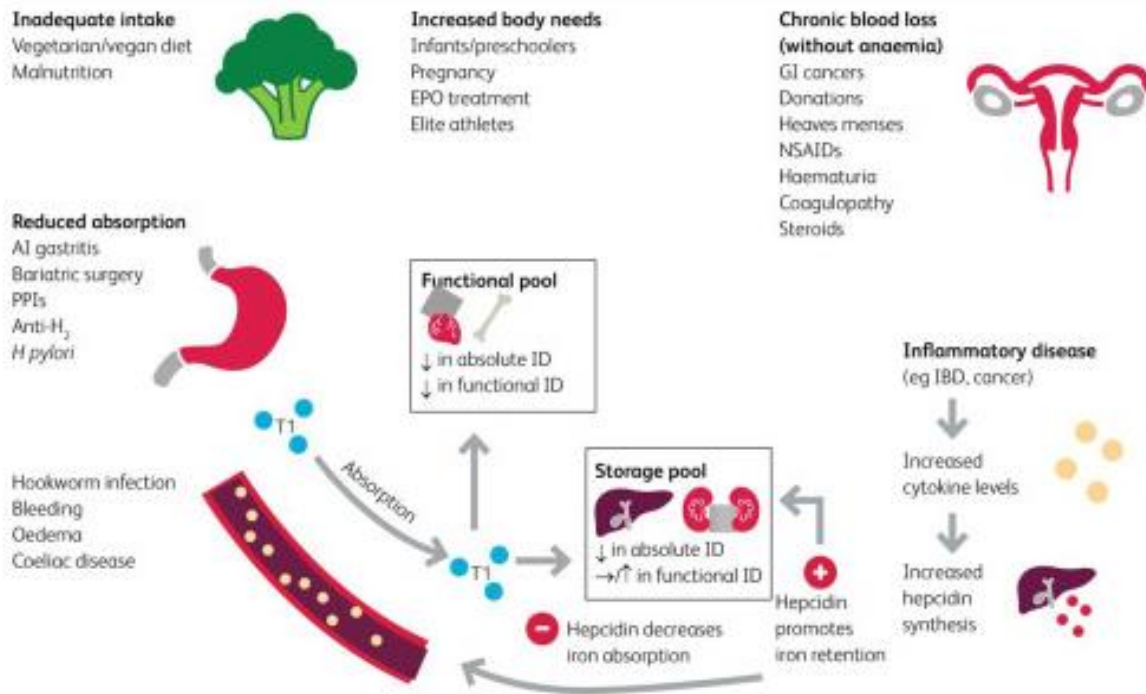 Inadequate intake
Vegetarian/vegan diet
Malnutrition
Increased body needs
Infants/preschoolers
Pregnancy
EPO treatment
Elite athletes
Chronic blood loss
(without anaemia)
GI cancers
Donations
Heaves menses
NSAIDs
Haematuria
Coagulopathy
Steroids
Reduced absorption
AI gastritis
Bariatric surgery
PPIs
Anti-H₂
H pylori
Functional pool
↓ in absolute ID
↓ in functional ID
T1
Absorption
Hookworm infection
Bleeding
Oedema
Coeliac disease
T1
Storage pool
↓ in absolute ID
→/↑ in functional ID
− Hepcidin decreases
iron absorption
+
Hepcidin
promotes
iron retention
Inflammatory disease
(eg IBD, cancer)
Increased
cytokine levels
Increased
hepcidin
synthesis